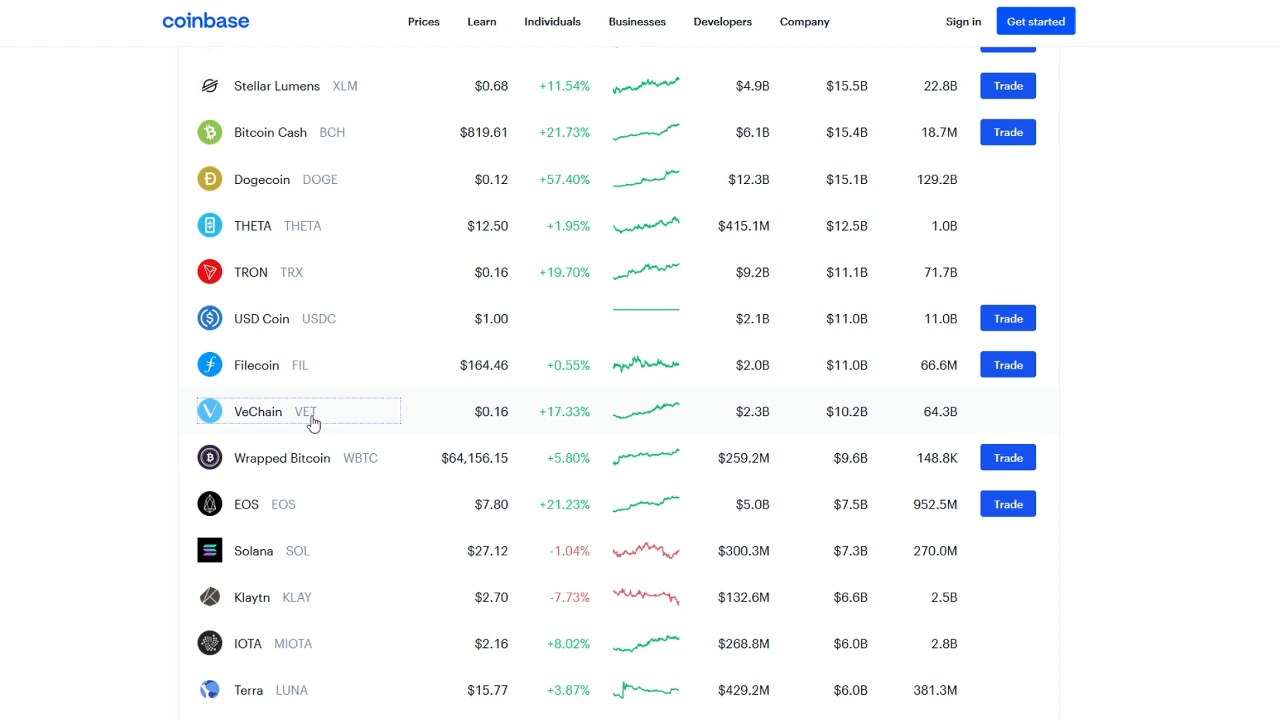 coinbase Prices Learn Individuals Businesses Developers Company Sign in Get started
Stellar Lumens XLM $0.68 +11.54% $4.9B $15.5B 22.8B Trade
Bitcoin Cash BCH $819.61 +21.73% $6.1B $15.4B 18.7M Trade
Dogecoin DOGE $0.12 +57.40% $12.3B $15.1B 129.2B
THETA THETA $12.50 +1.95% $415.1M $12.5B 1.0B
TRON TRX $0.16 +19.70% $9.2B $11.1B 71.7B
USD Coin USDC $1.00 $2.1B $11.0B 11.0B Trade
Filecoin FIL $164.46 +0.55% $2.0B $11.0B 66.6M Trade
VeChain VET $0.16 +17.33% $2.3B $10.2B 64.3B
Wrapped Bitcoin WBTC $64,156.15 +5.80% $259.2M $9.6B 148.8K Trade
EOS EOS $7.80 +21.23% $5.0B $7.5B 952.5M Trade
Solana SOL $27.12 -1.04% $300.3M $7.3B 270.0M
Klaytn KLAY $2.70 -7.73% $132.6M $6.6B 2.5B
IOTA MIOTA $2.16 +8.02% $268.8M $6.0B 2.8B
Terra LUNA $15.77 +3.87% $429.2M $6.0B 381.3M